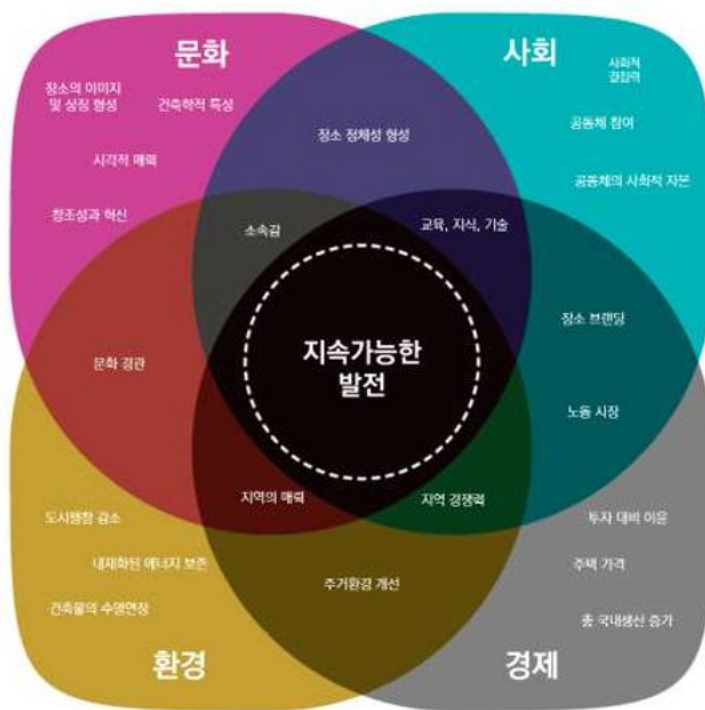 문화
사회
사회적
결집력
장소의 이미지
및 상징 형성
건축학적 특성
공동체 참여
장소 정체성 형성
시각적 매력
공동체의 사회적 자본
창조성과 혁신
소속감
교육, 지식, 기술
장소 브랜딩
지속가능한
발전
문화 경관
노동 시장
지역의 매력
지역 경쟁력
도시팽창 감소
투자 대비 이윤
내재화된 에너지 보존
주거환경 개선
주택 가격
건축물의 수명연장
총 국내생산 증가
환경
경제